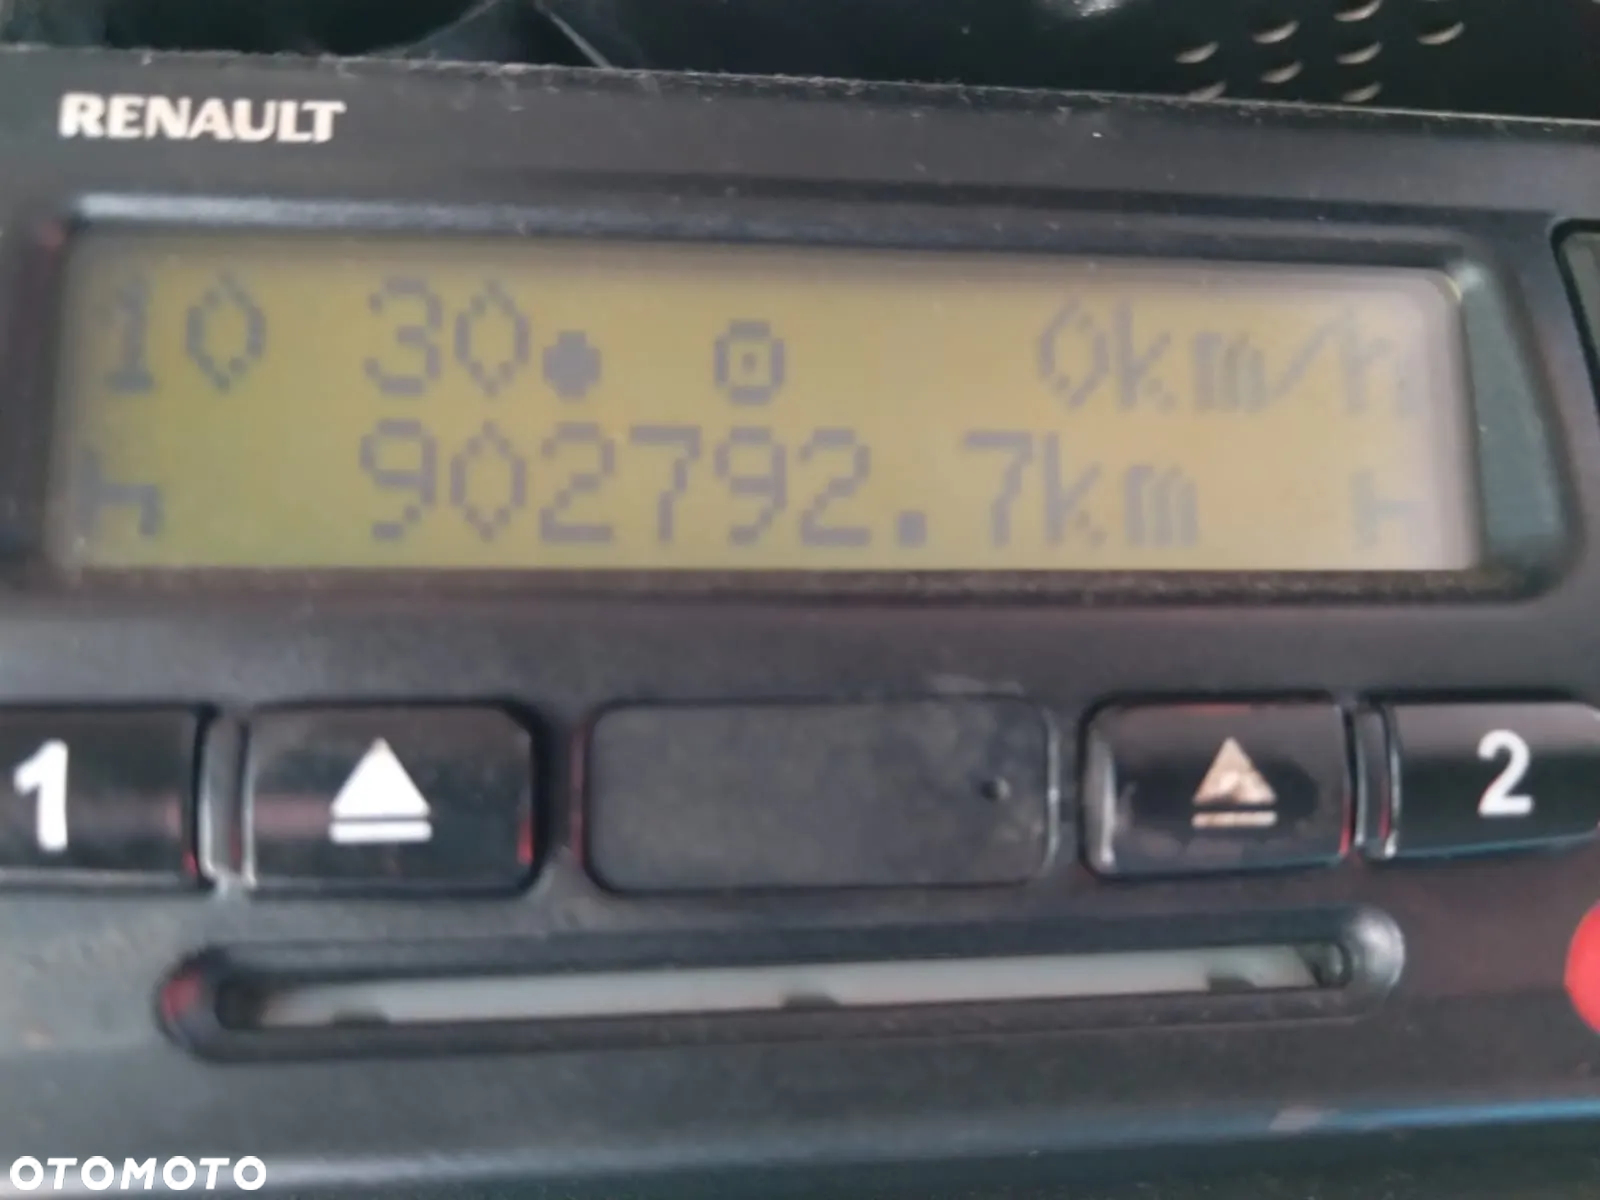 RENAULT
10 30 0km/h
902792.7km
1 2
OTOMOTO